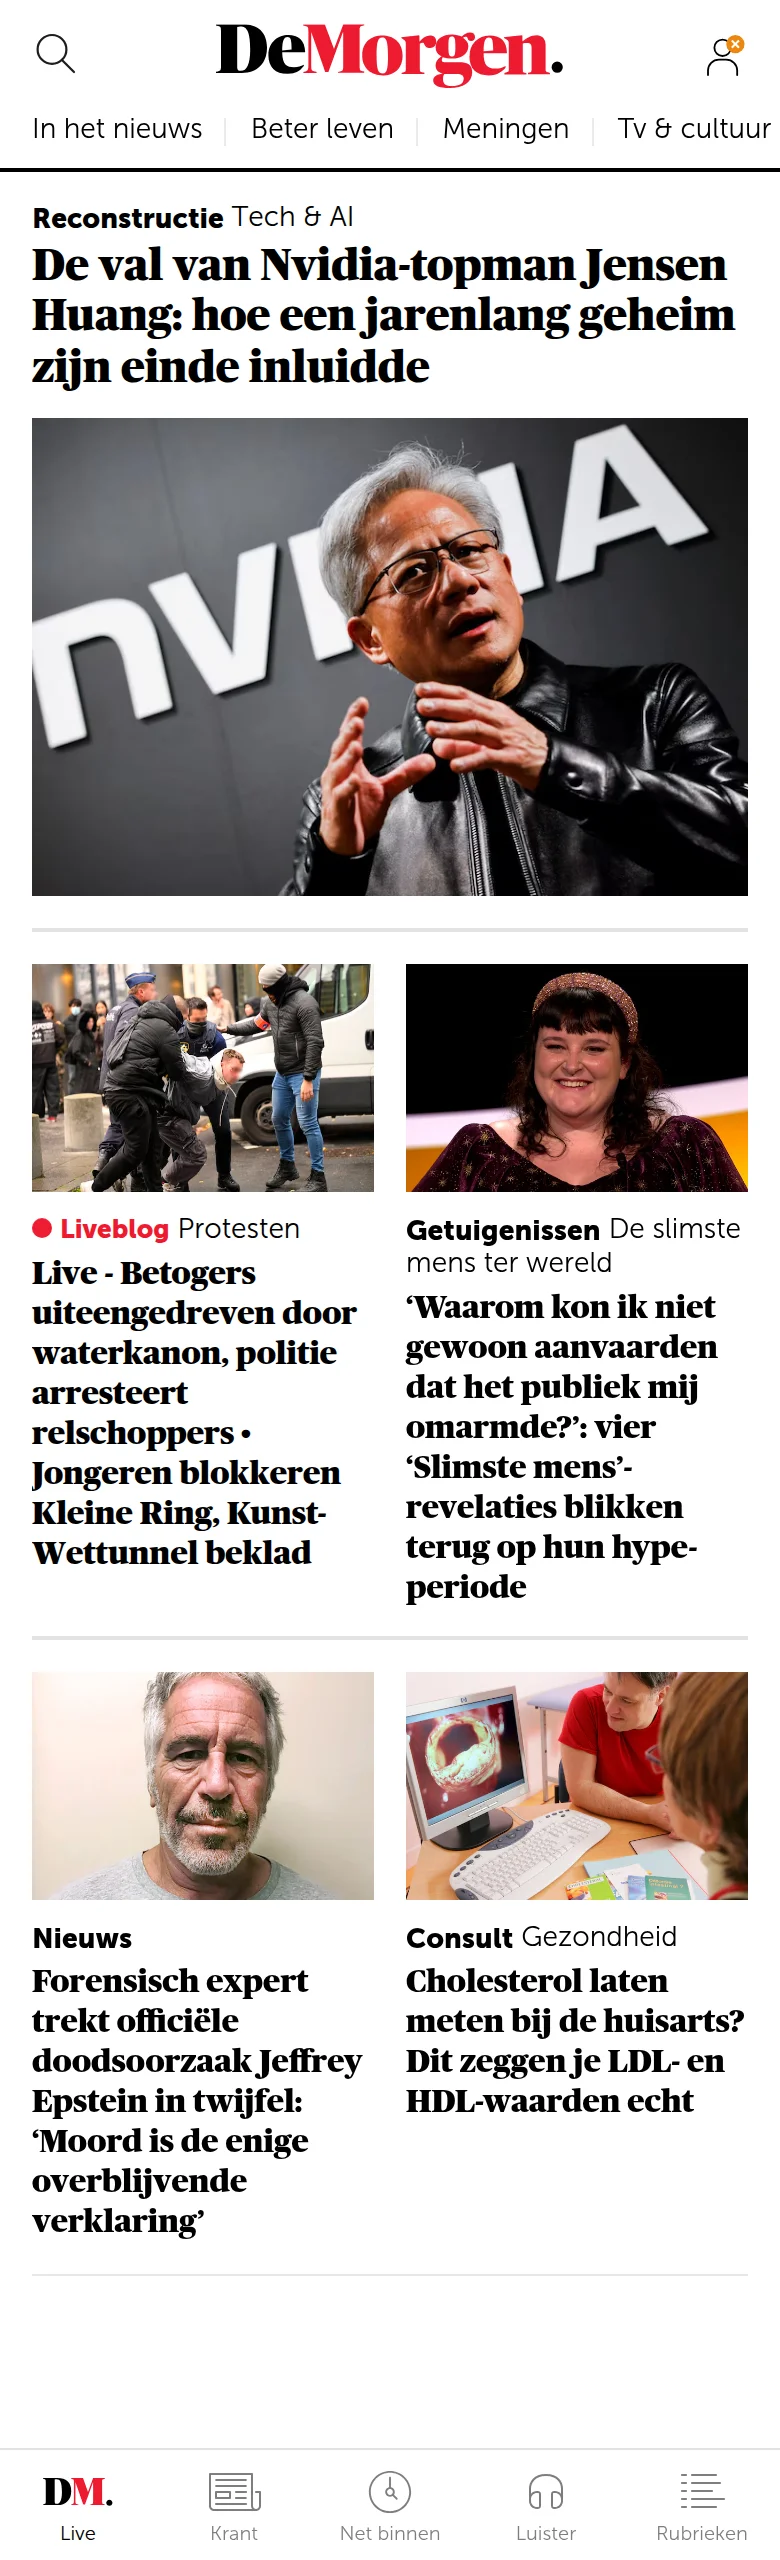 DeMorgen.
In het nieuws
Beter leven
Meningen
Tv & cultuur
Reconstructie Tech & AI
De val van Nvidia-topman Jensen
Huang: hoe een jarenlang geheim
zijn einde inluidde
nVIDIA
Liveblog Protesten
Live - Betogers
uiteengedreven door
waterkanon, politie
arresteert
relschoppers •
Jongeren blokkeren
Kleine Ring, Kunst-
Wettunnel beklad
Getuigenissen De slimste
mens ter wereld
‘Waarom kon ik niet
gewoon aanvaarden
dat het publiek mij
omarmde?’: vier
‘Slimste mens’-
revelaties blikken
terug op hun hype-
periode
Nieuws
Forensisch expert
trekt officiële
doodsoorzaak Jeffrey
Epstein in twijfel:
‘Moord is de enige
overblijvende
verklaring’
Consult Gezondheid
Cholesterol laten
meten bij de huisarts?
Dit zeggen je LDL- en
HDL-waarden echt
DM.
Live
Krant
Net binnen
Luister
Rubrieken